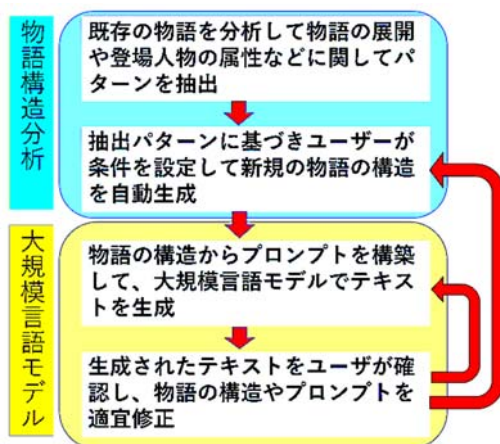 物語構造分析
既存の物語を分析して物語の展開
や登場人物の属性などに関してパ
ターンを抽出
抽出パターンに基づきユーザーが
条件を設定して新規の物語の構造
を自動生成
大規模言語モデル
物語の構造からプロンプトを構築
して、大規模言語モデルでテキス
トを生成
生成されたテキストをユーザが確
認し、物語の構造やプロンプトを
適宜修正